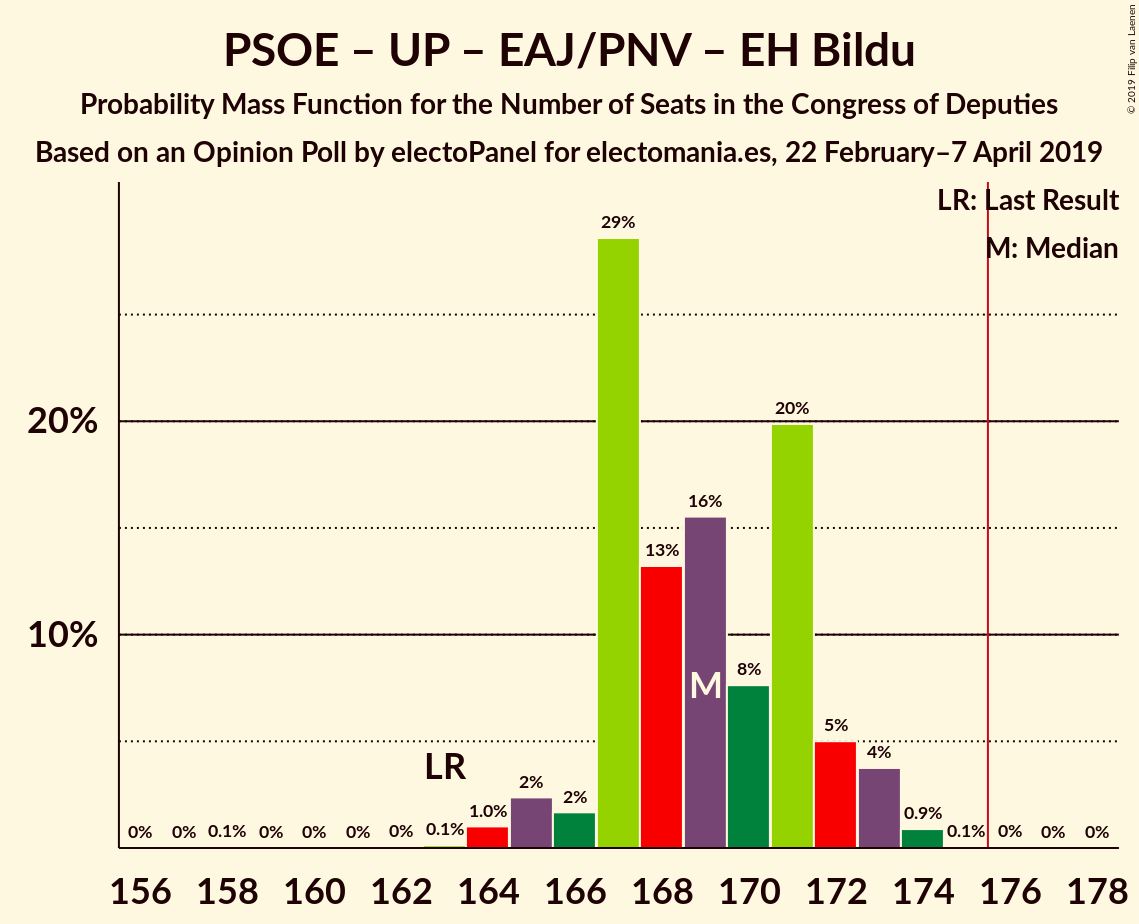 PSOE – UP – EAJ/PNV – EH Bildu
Probability Mass Function for the Number of Seats in the Congress of Deputies
Based on an Opinion Poll by electoPanel for electomania.es, 22 February–7 April 2019
© 2019 Filip van Laenen
LR: Last Result
M: Median
29%
20%
20%
16%
13%
10%
8%
M
5%
LR
4%
2%
2%
1.0%
0.9%
0% 0% 0.1% 0% 0% 0% 0% 0.1% 0.1% 0% 0% 0%
156 158 160 162 164 166 168 170 172 174 176 178